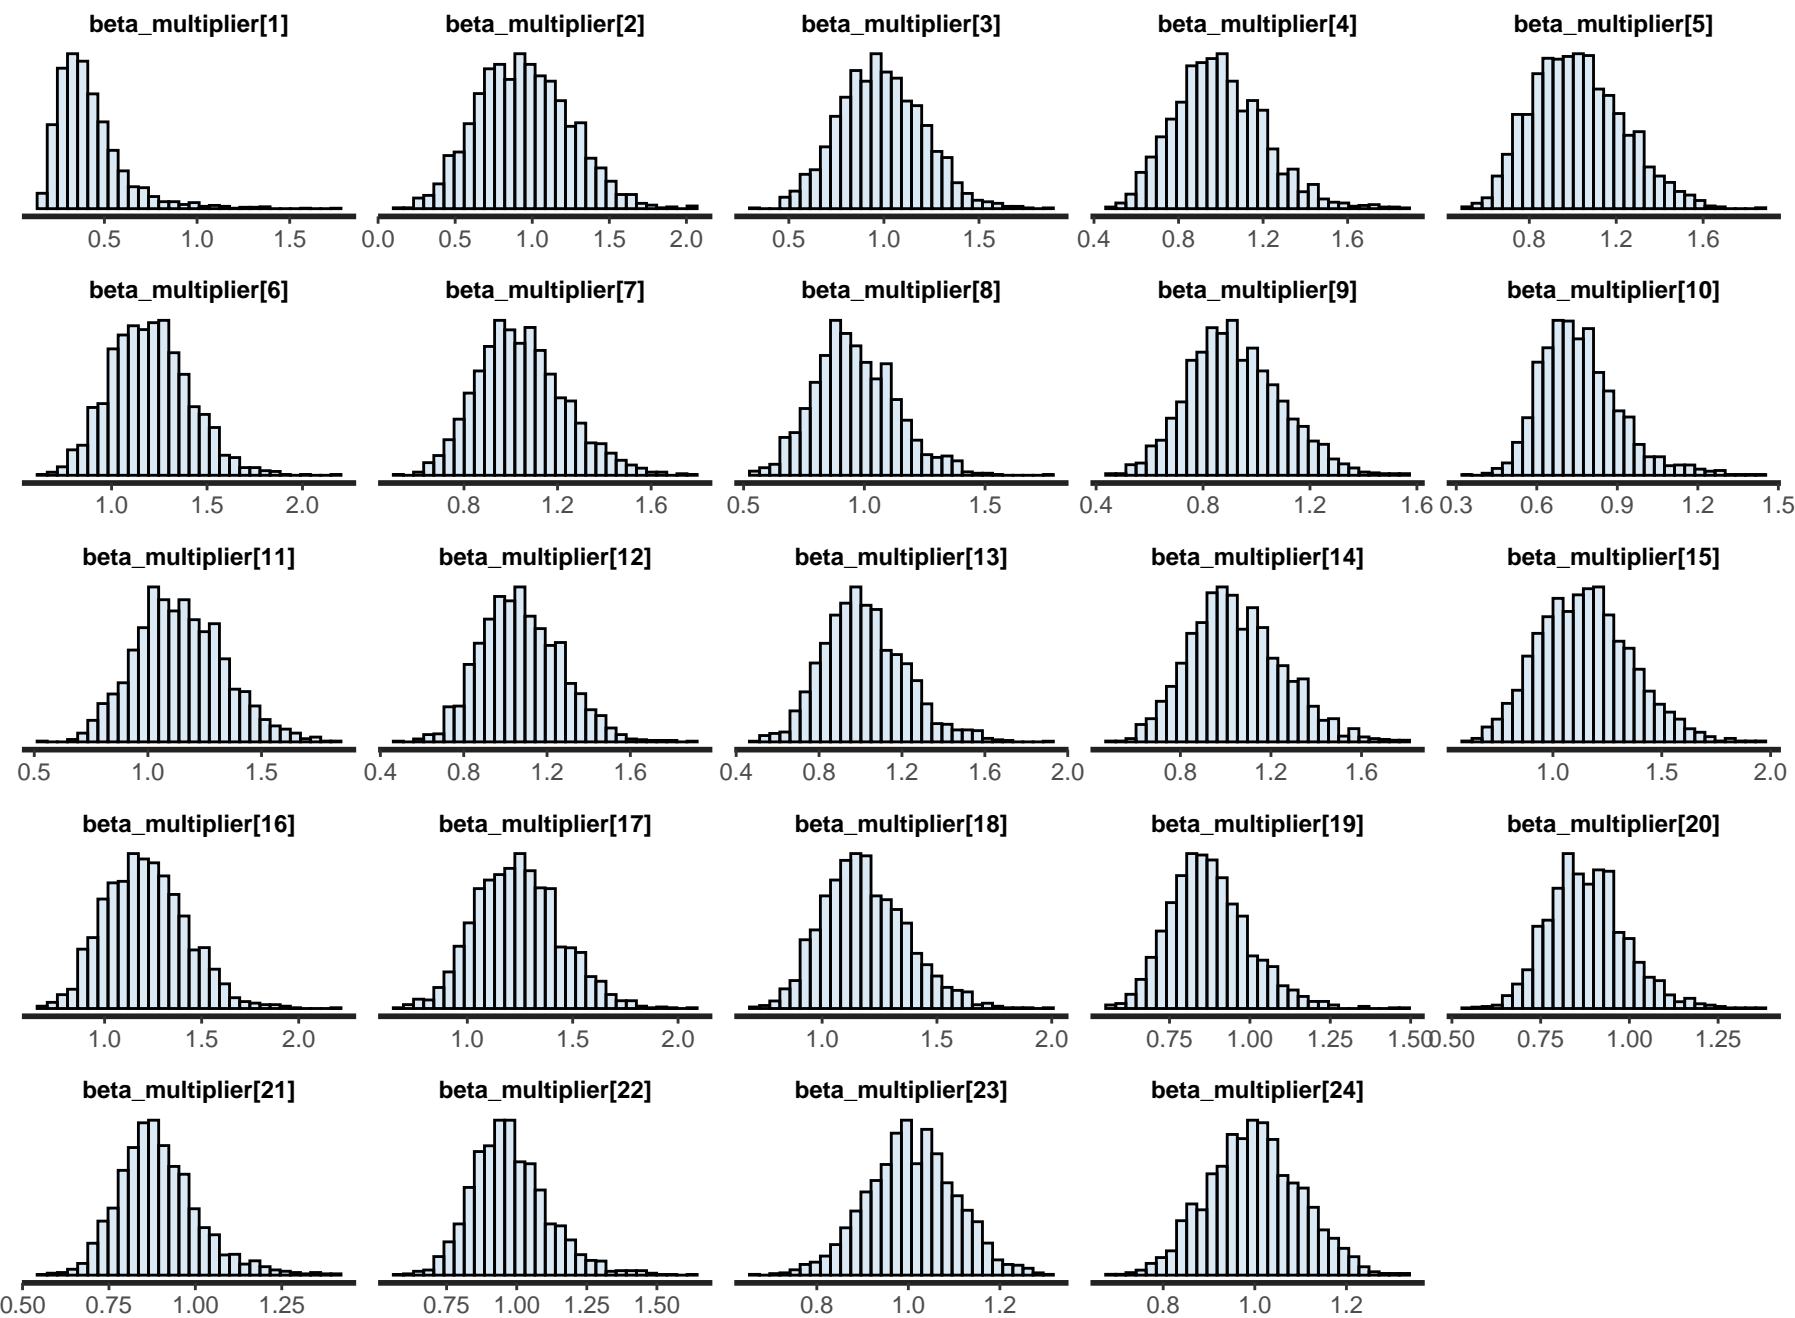 beta_multiplier[1] beta_multiplier[2] beta_multiplier[3] beta_multiplier[4] beta_multiplier[5]
0.5 1.0 1.5 0.0 0.5 1.0 1.5 2.0 0.5 1.0 1.5 0.4 0.8 1.2 1.6 0.8 1.2 1.6
beta_multiplier[6] beta_multiplier[7] beta_multiplier[8] beta_multiplier[9] beta_multiplier[10]
1.0 1.5 2.0 0.8 1.2 1.6 0.5 1.0 1.5 0.4 0.8 1.2 1.6 0.3 0.6 0.9 1.2 1.5
beta_multiplier[11] beta_multiplier[12] beta_multiplier[13] beta_multiplier[14] beta_multiplier[15]
0.5 1.0 1.5 0.4 0.8 1.2 1.6 0.4 0.8 1.2 1.6 2.0 0.8 1.2 1.6 1.0 1.5 2.0
beta_multiplier[16] beta_multiplier[17] beta_multiplier[18] beta_multiplier[19] beta_multiplier[20]
1.0 1.5 2.0 1.0 1.5 2.0 1.0 1.5 2.0 0.75 1.00 1.25 1.50 0.50 0.75 1.00 1.25
beta_multiplier[21] beta_multiplier[22] beta_multiplier[23] beta_multiplier[24]
0.50 0.75 1.00 1.25 0.75 1.00 1.25 1.50 0.8 1.0 1.2 0.8 1.0 1.2